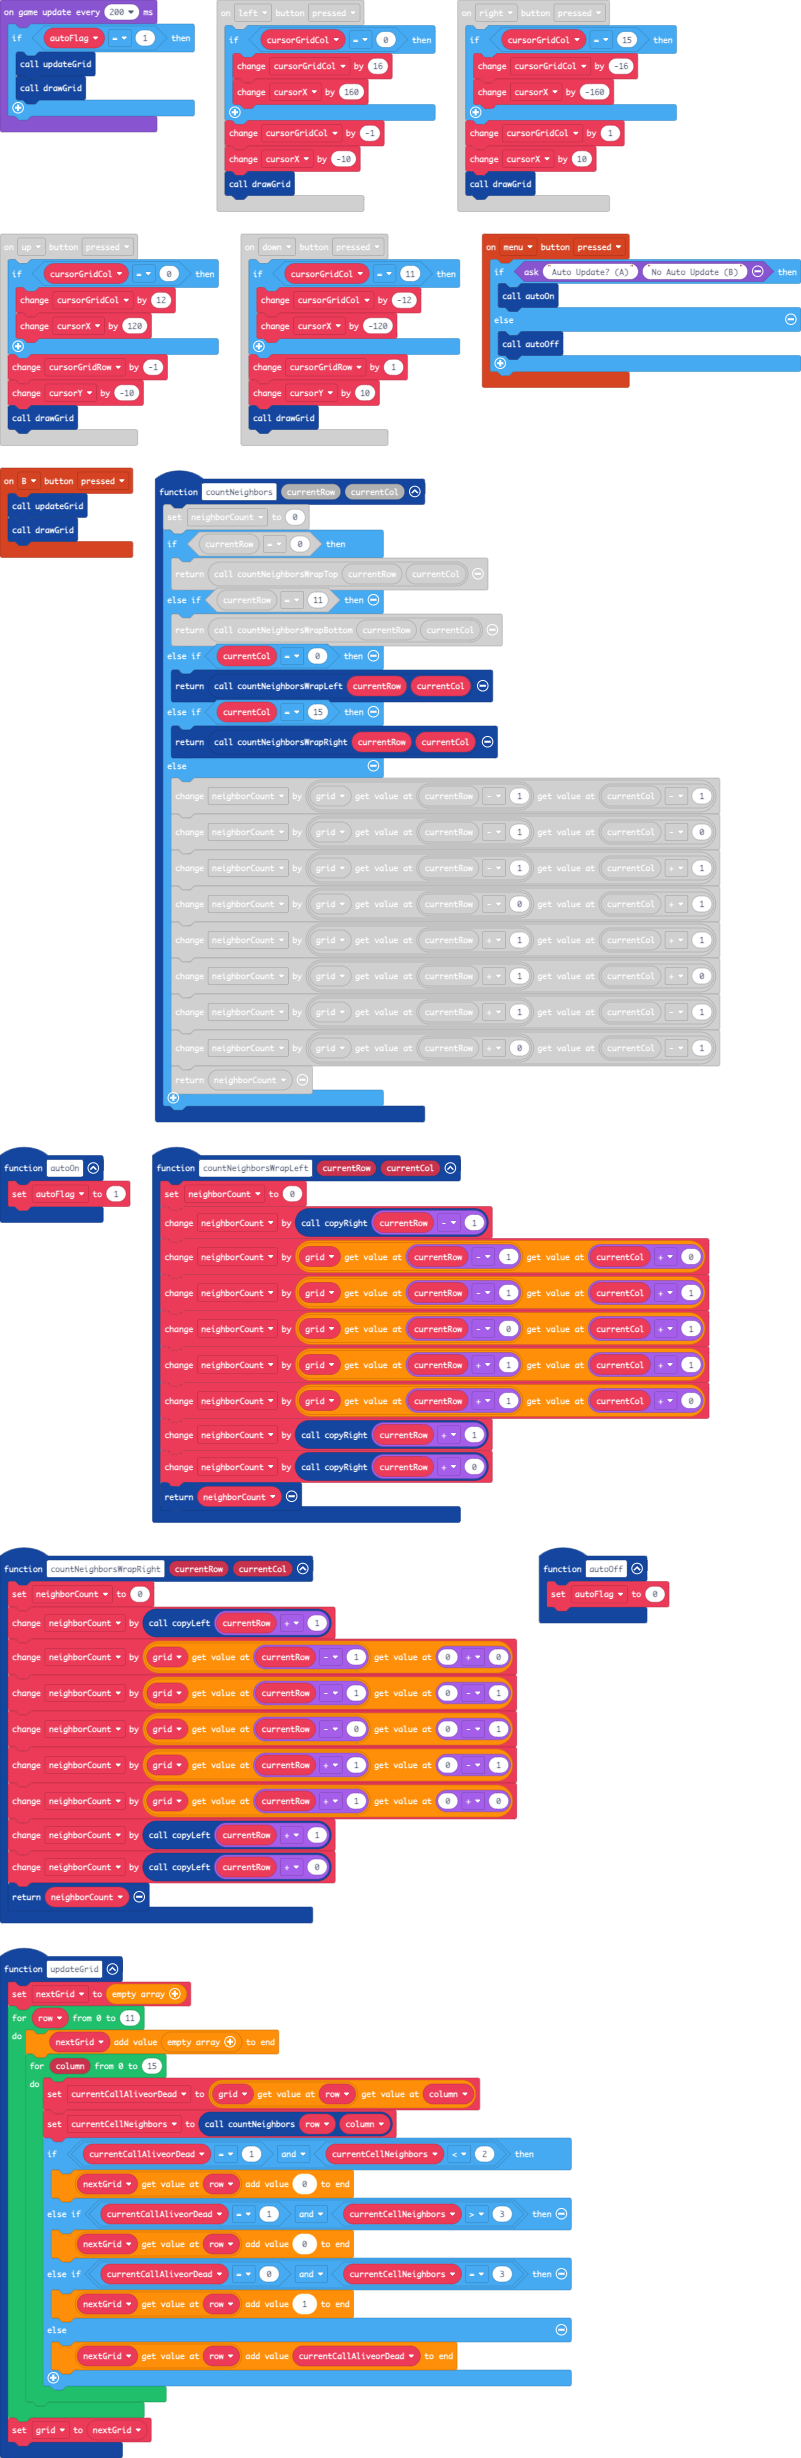 on game update every 200 ms
if autoFlag = 1 then
call updateGrid
call drawGrid
on left button pressed
if cursorGridCol = 0 then
change cursorGridCol by 16
change cursorX by 160
change cursorGridCol by -1
change cursorX by -10
call drawGrid
on right button pressed
if cursorGridCol = 15 then
change cursorGridCol by -16
change cursorX by -160
change cursorGridCol by 1
change cursorX by 10
call drawGrid
on up button pressed
if cursorGridCol = 0 then
change cursorGridCol by 12
change cursorX by 120
change cursorGridRow by -1
change cursorY by -10
call drawGrid
on down button pressed
if cursorGridCol = 11 then
change cursorGridCol by -12
change cursorX by -120
change cursorGridRow by 1
change cursorY by 10
call drawGrid
on menu button pressed
if ask "Auto Update? (A)" "No Auto Update (B)" then
call autoOn
else
call autoOff
on B button pressed
call updateGrid
call drawGrid
function countNeighbors currentRow currentCol
set neighborCount to 0
if currentRow = 0 then
return call countNeighborsWrapTop currentRow currentCol
else if currentRow = 11 then
return call countNeighborsWrapBottom currentRow currentCol
else if currentCol = 0 then
return call countNeighborsWrapLeft currentRow currentCol
else if currentCol = 15 then
return call countNeighborsWrapRight currentRow currentCol
else
change neighborCount by grid get value at currentRow - 1 get value at currentCol - 1
change neighborCount by grid get value at currentRow - 1 get value at currentCol - 0
change neighborCount by grid get value at currentRow - 1 get value at currentCol + 1
change neighborCount by grid get value at currentRow - 0 get value at currentCol + 1
change neighborCount by grid get value at currentRow + 1 get value at currentCol + 1
change neighborCount by grid get value at currentRow + 1 get value at currentCol + 0
change neighborCount by grid get value at currentRow + 1 get value at currentCol - 1
change neighborCount by grid get value at currentRow + 0 get value at currentCol - 1
return neighborCount
function autoOn
set autoFlag to 1
function countNeighborsWrapLeft currentRow currentCol
set neighborCount to 0
change neighborCount by call copyRight currentRow - 1
change neighborCount by grid get value at currentRow - 1 get value at currentCol + 0
change neighborCount by grid get value at currentRow - 1 get value at currentCol + 1
change neighborCount by grid get value at currentRow - 0 get value at currentCol + 1
change neighborCount by grid get value at currentRow + 1 get value at currentCol + 1
change neighborCount by grid get value at currentRow + 1 get value at currentCol + 0
change neighborCount by call copyRight currentRow + 1
change neighborCount by call copyRight currentRow + 0
return neighborCount
function countNeighborsWrapRight currentRow currentCol
set neighborCount to 0
change neighborCount by call copyLeft currentRow + 1
change neighborCount by grid get value at currentRow - 1 get value at 0 + 0
change neighborCount by grid get value at currentRow - 1 get value at 0 - 1
change neighborCount by grid get value at currentRow - 0 get value at 0 - 1
change neighborCount by grid get value at currentRow + 1 get value at 0 - 1
change neighborCount by grid get value at currentRow + 1 get value at 0 + 0
change neighborCount by call copyLeft currentRow + 1
change neighborCount by call copyLeft currentRow + 0
return neighborCount
function autoOff
set autoFlag to 0
function updateGrid
set nextGrid to empty array
for row from 0 to 11
do nextGrid add value empty array to end
for column from 0 to 15
do set currentCallAliveorDead to grid get value at row get value at column
set currentCellNeighbors to call countNeighbors row column
if currentCallAliveorDead = 1 and currentCellNeighbors < 2 then
nextGrid get value at row add value 0 to end
else if currentCallAliveorDead = 1 and currentCellNeighbors > 3 then
nextGrid get value at row add value 0 to end
else if currentCallAliveorDead = 0 and currentCellNeighbors = 3 then
nextGrid get value at row add value 1 to end
else
nextGrid get value at row add value currentCallAliveorDead to end
set grid to nextGrid